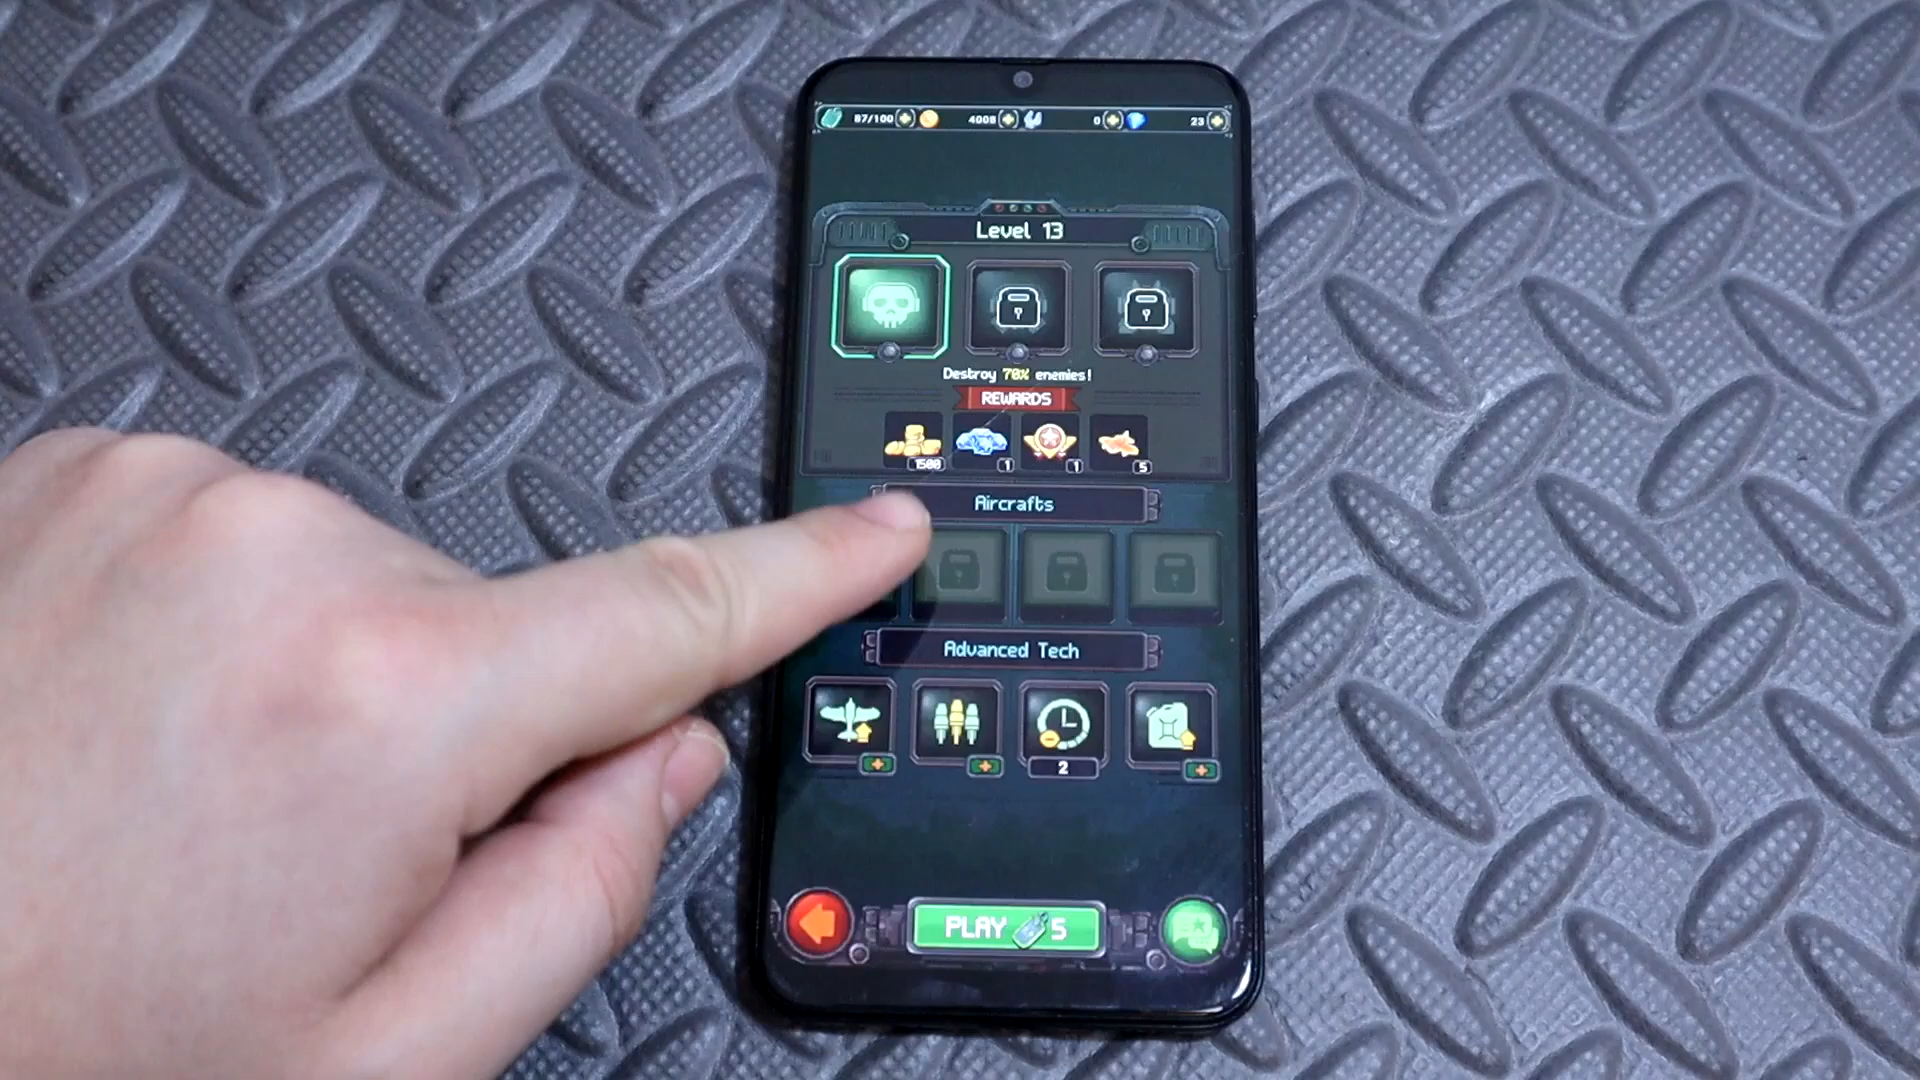 87/100 4008 0 23
Level 13
Destroy 70% enemies!
REWARDS
1500 1 1 5
Aircrafts
Advanced Tech
2
PLAY 5